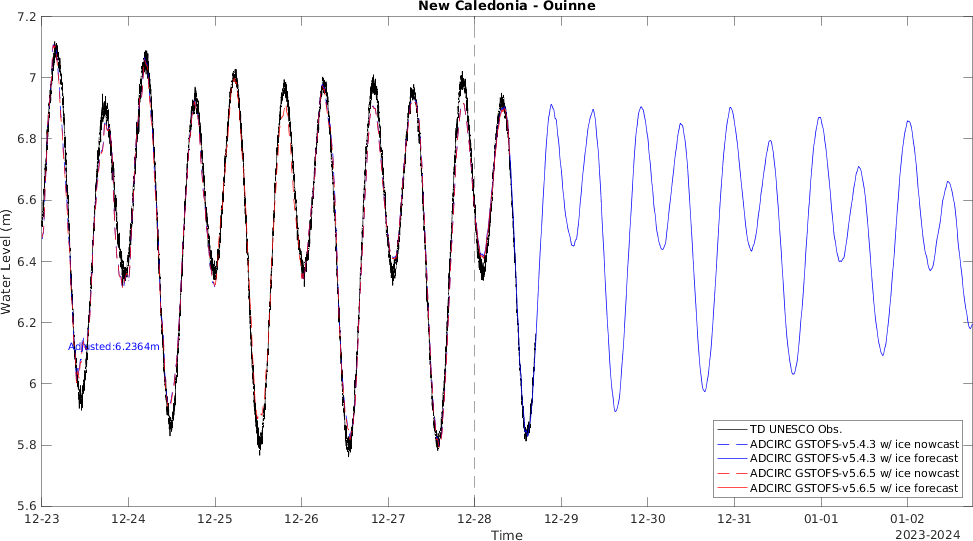 New Caledonia - Ouinne
Water Level (m)
7.2
7
6.8
6.6
6.4
6.2
6
5.8
5.6
Adjusted:6.2364m
TD UNESCO Obs.
ADCIRC GSTOFS-v5.4.3 w/ ice nowcast
ADCIRC GSTOFS-v5.4.3 w/ ice forecast
ADCIRC GSTOFS-v5.6.5 w/ ice nowcast
ADCIRC GSTOFS-v5.6.5 w/ ice forecast
12-23 12-24 12-25 12-26 12-27 12-28 12-29 12-30 12-31 01-01 01-02
Time
2023-2024